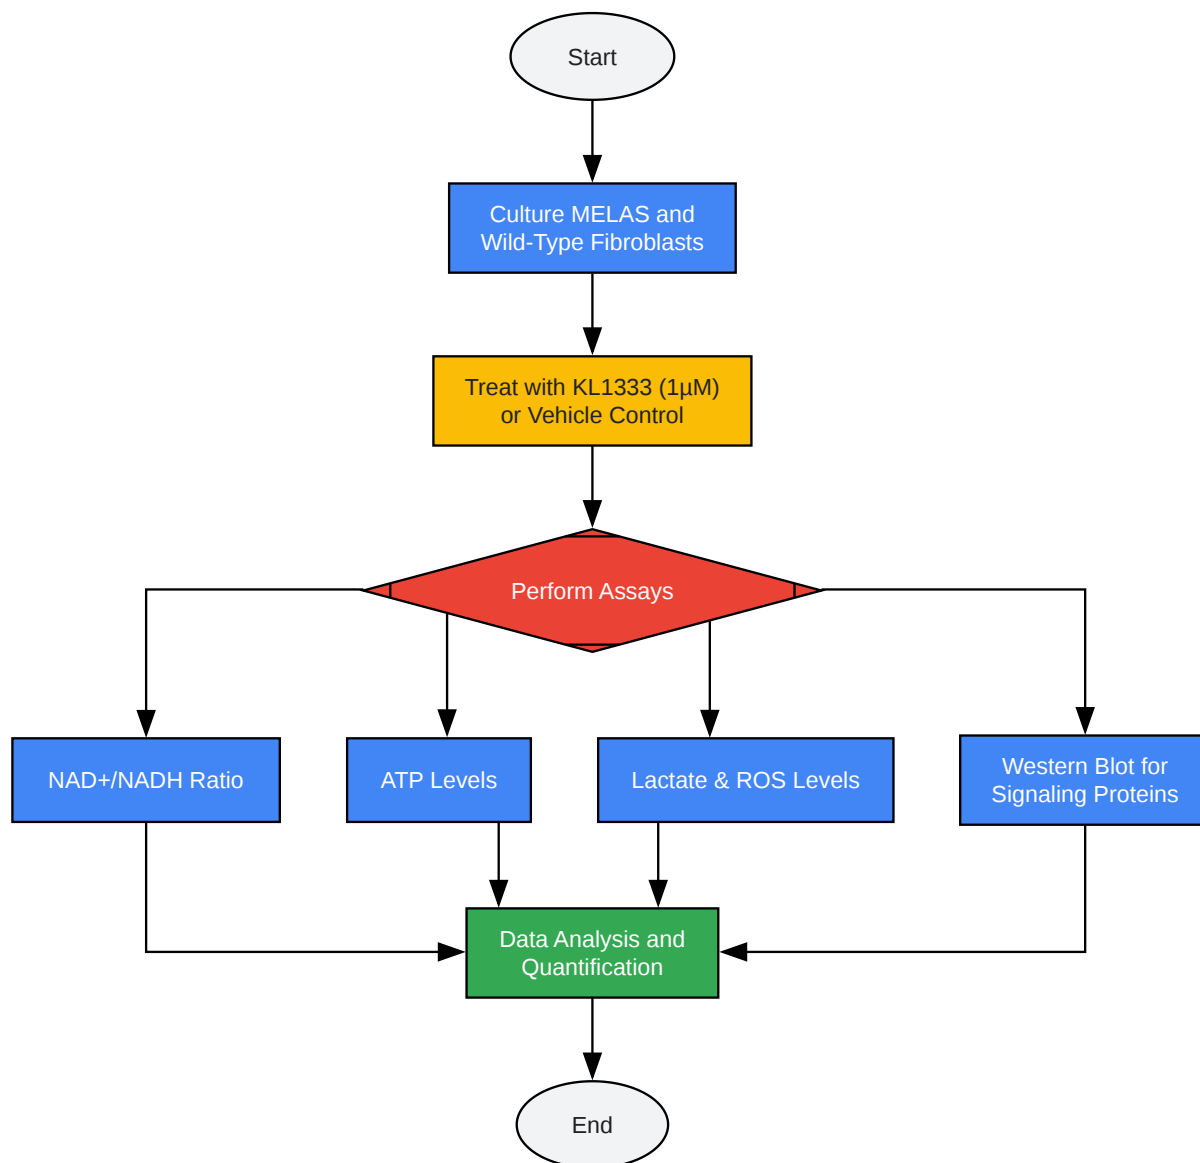 Start
Culture MELAS and
Wild-Type Fibroblasts
Treat with KL1333 (1µM)
or Vehicle Control
Perform Assays
NAD+/NADH Ratio
ATP Levels
Lactate & ROS Levels
Western Blot for
Signaling Proteins
Data Analysis and
Quantification
End